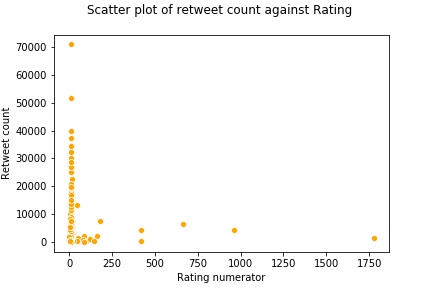 Scatter plot of retweet count against Rating
70000
60000
50000
40000
30000
20000
10000
0
Retweet count
0 250 500 750 1000 1250 1500 1750
Rating numerator